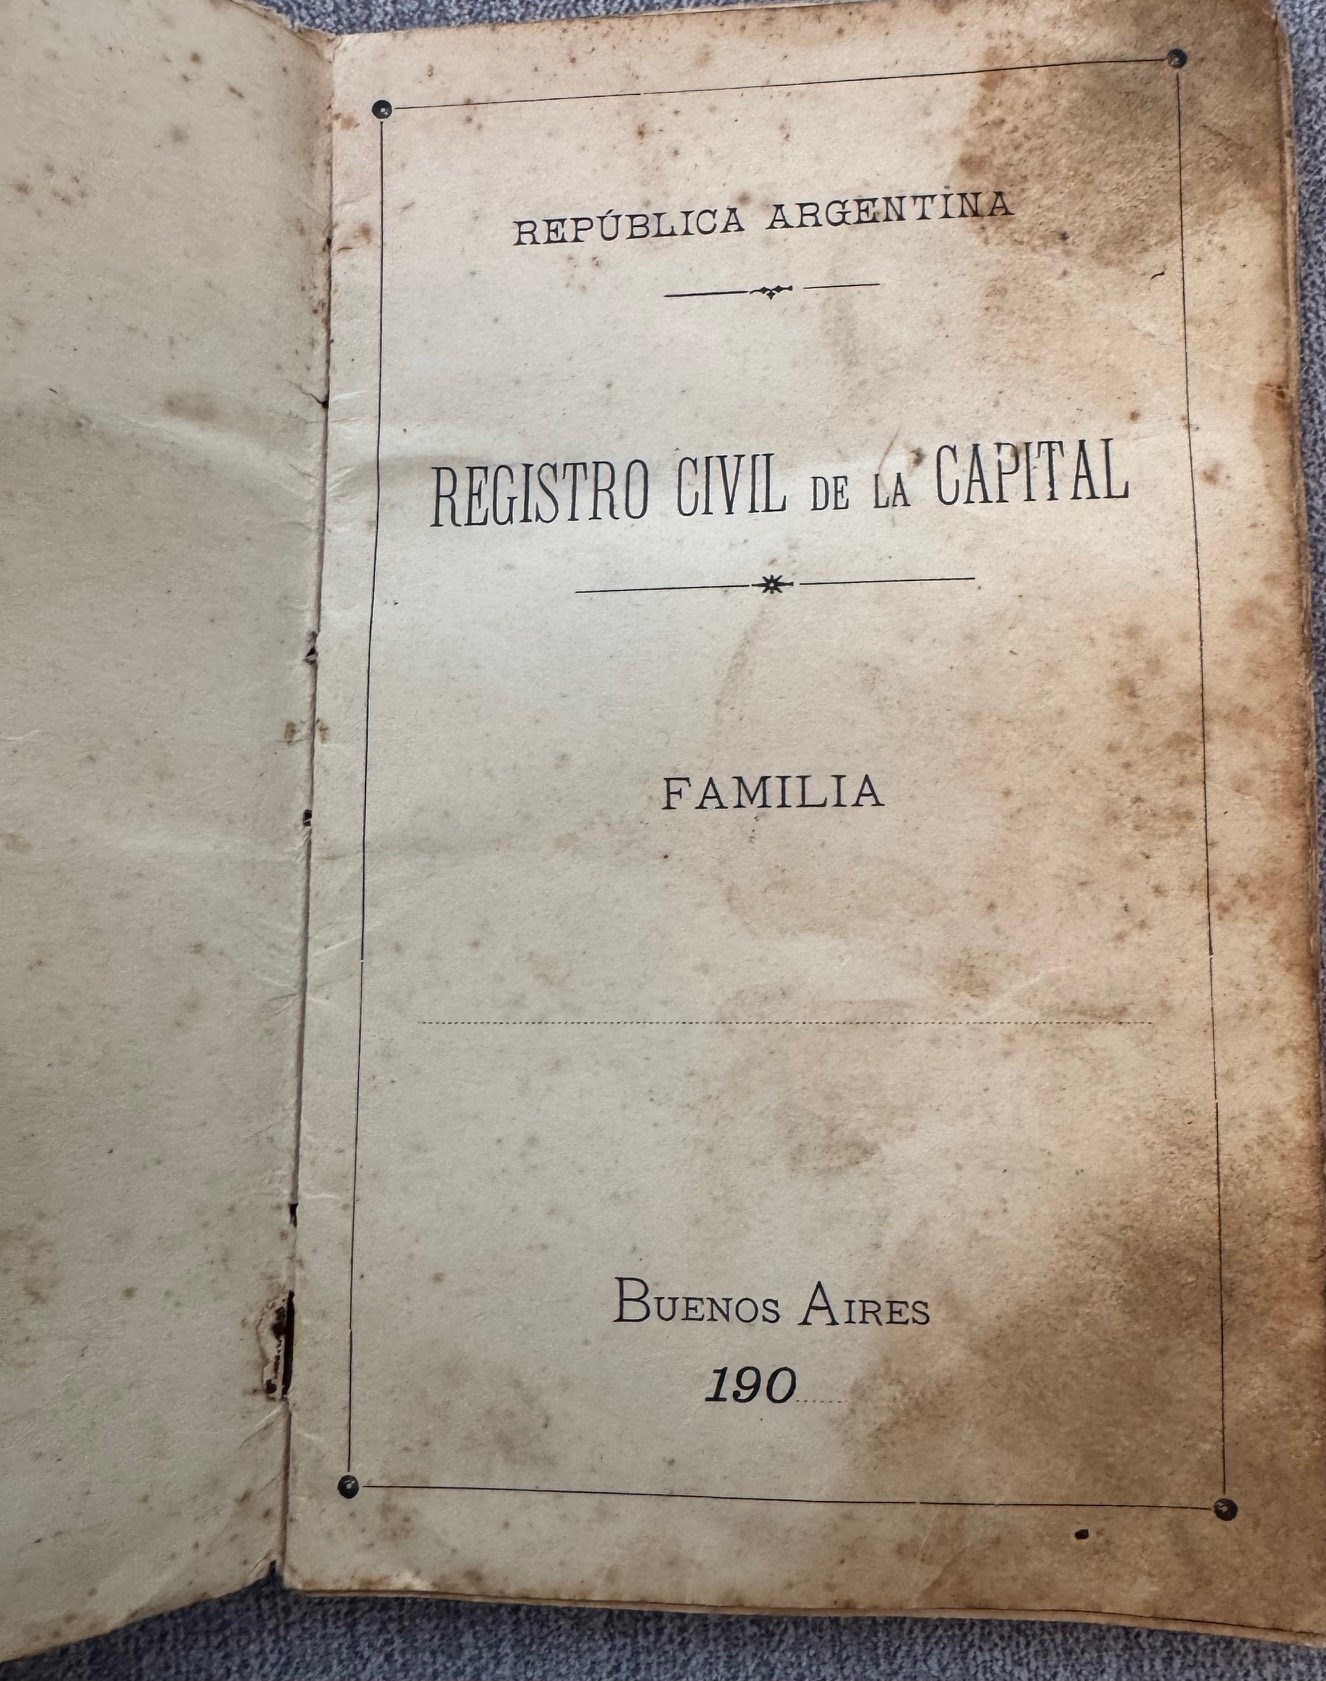 REPÚBLICA ARGENTINA
REGISTRO CIVIL DE LA CAPITAL
FAMILIA
BUENOS AIRES
190......